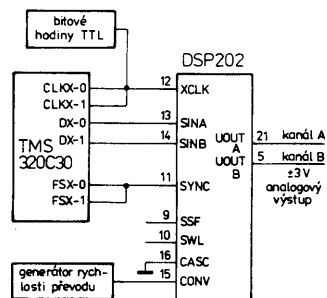 bitové
hodiny TTL
DSP202
CLKX-0
CLKX-1
DX-0
DX-1
TMS
320C30
FSX-0
FSX-1
12 XCLK
13 SINA
14 SINB
11 SYNC
9 SSF
10 SWL
16 CASC
15 CONV
UOUT A 21 kanál A
UOUT B 5 kanál B
±3V
analogový
výstup
generátor rych-
losti převodu